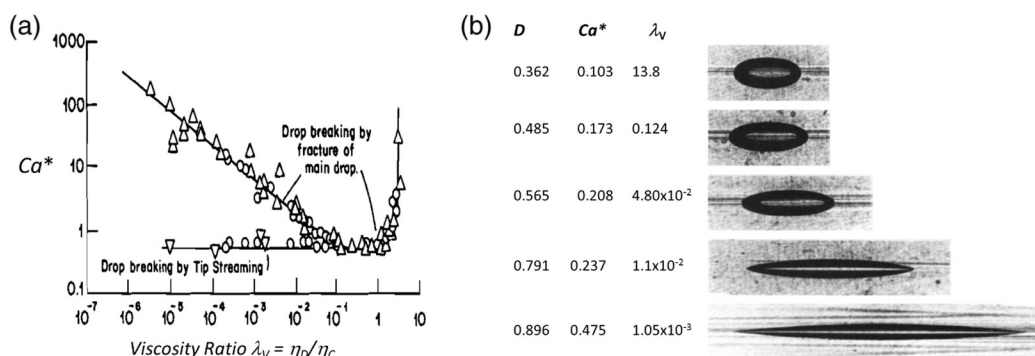 (a)
1000
100
10
1
0.1
Ca*
Drop breaking by
fracture of
main drop.
Drop breaking by Tip Streaming
10⁻⁷ 10⁻⁶ 10⁻⁵ 10⁻⁴ 10⁻³ 10⁻² 10⁻¹ 1 10
Viscosity Ratio λᵥ = η_D/η_C
(b)
D Ca* λᵥ
0.362 0.103 13.8
0.485 0.173 0.124
0.565 0.208 4.80x10⁻²
0.791 0.237 1.1x10⁻²
0.896 0.475 1.05x10⁻³